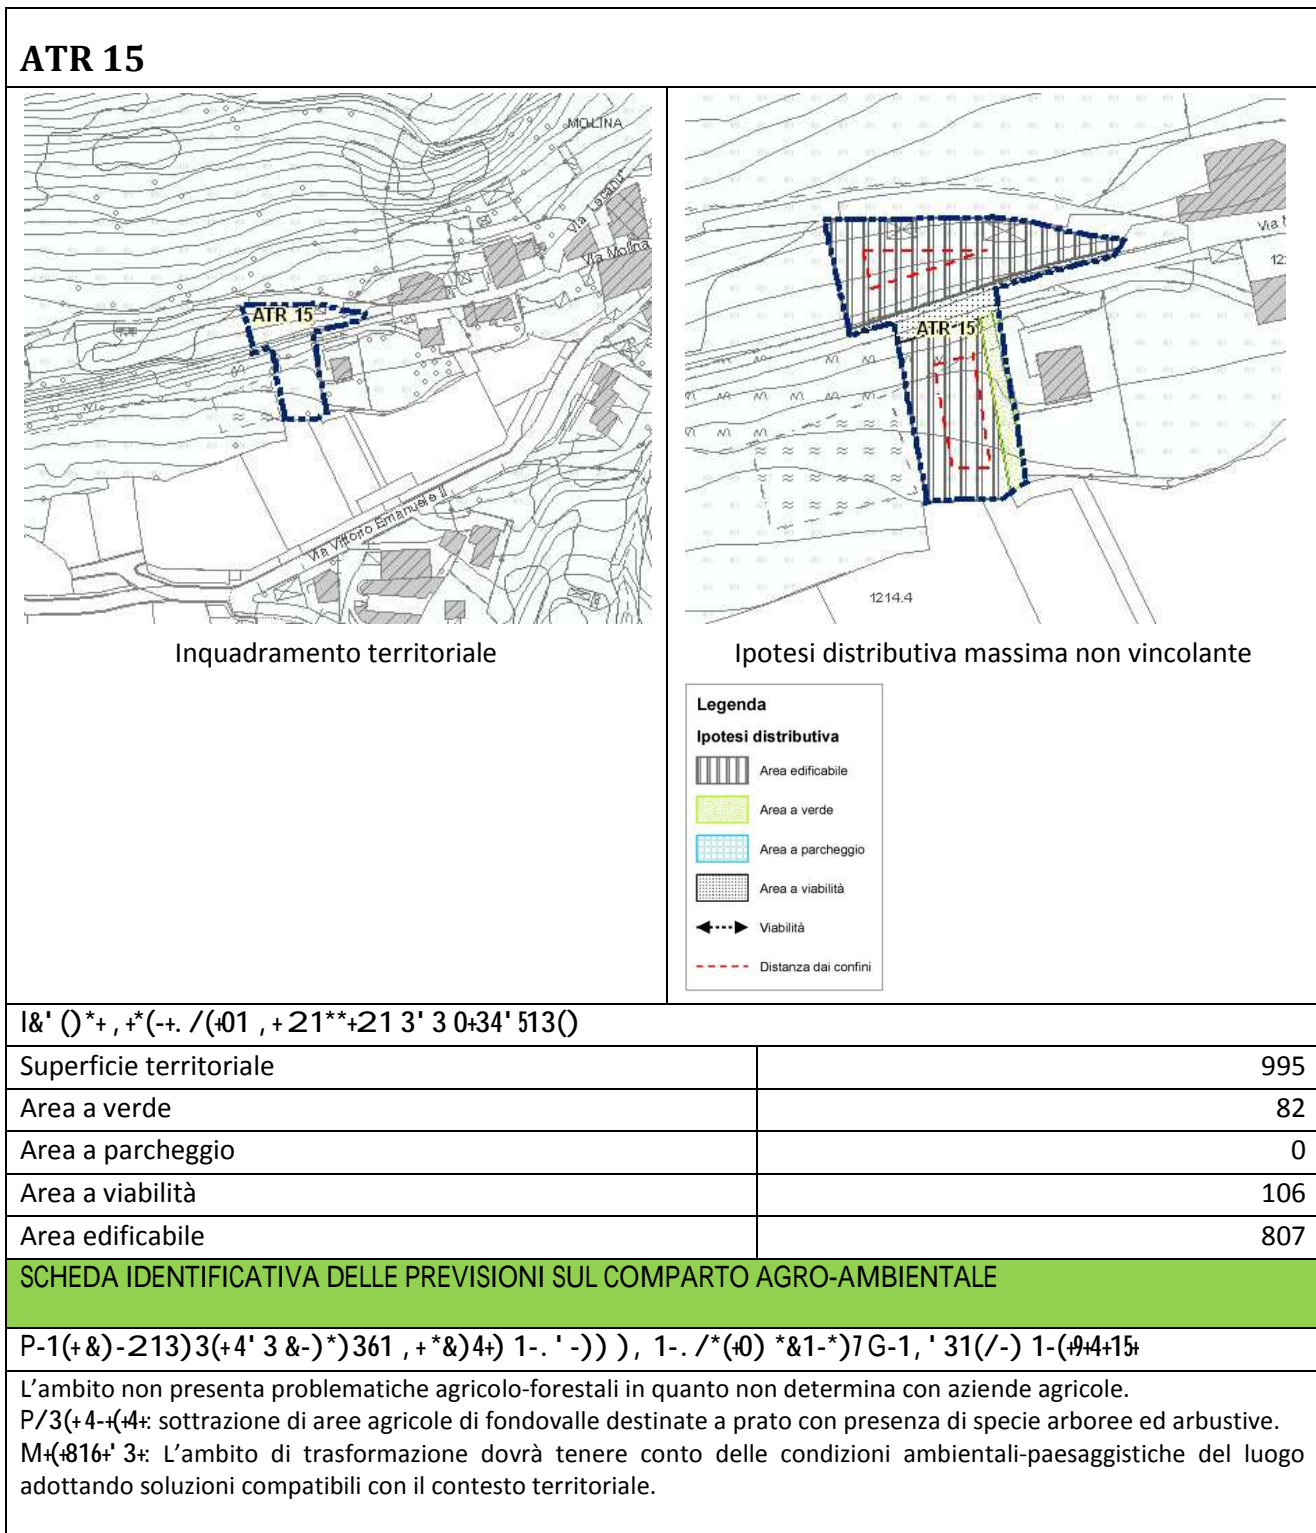 ATR 15
MOLINA
Via Molina
ATR 15
Via Vittorio Emanuele II
Inquadramento territoriale
ATR 15
1214.4
Ipotesi distributiva massima non vincolante
Legenda
Ipotesi distributiva
Area edificabile
Area a verde
Area a parcheggio
Area a viabilità
Viabilità
Distanza dai confini
Superficie territoriale 995
Area a verde 82
Area a parcheggio 0
Area a viabilità 106
Area edificabile 807
SCHEDA IDENTIFICATIVA DELLE PREVISIONI SUL COMPARTO AGRO-AMBIENTALE
L'ambito non presenta problematiche agricolo-forestali in quanto non determina con aziende agricole.
sottrazione di aree agricole di fondovalle destinate a prato con presenza di specie arboree ed arbustive.
L'ambito di trasformazione dovrà tenere conto delle condizioni ambientali-paesaggistiche del luogo
adottando soluzioni compatibili con il contesto territoriale.